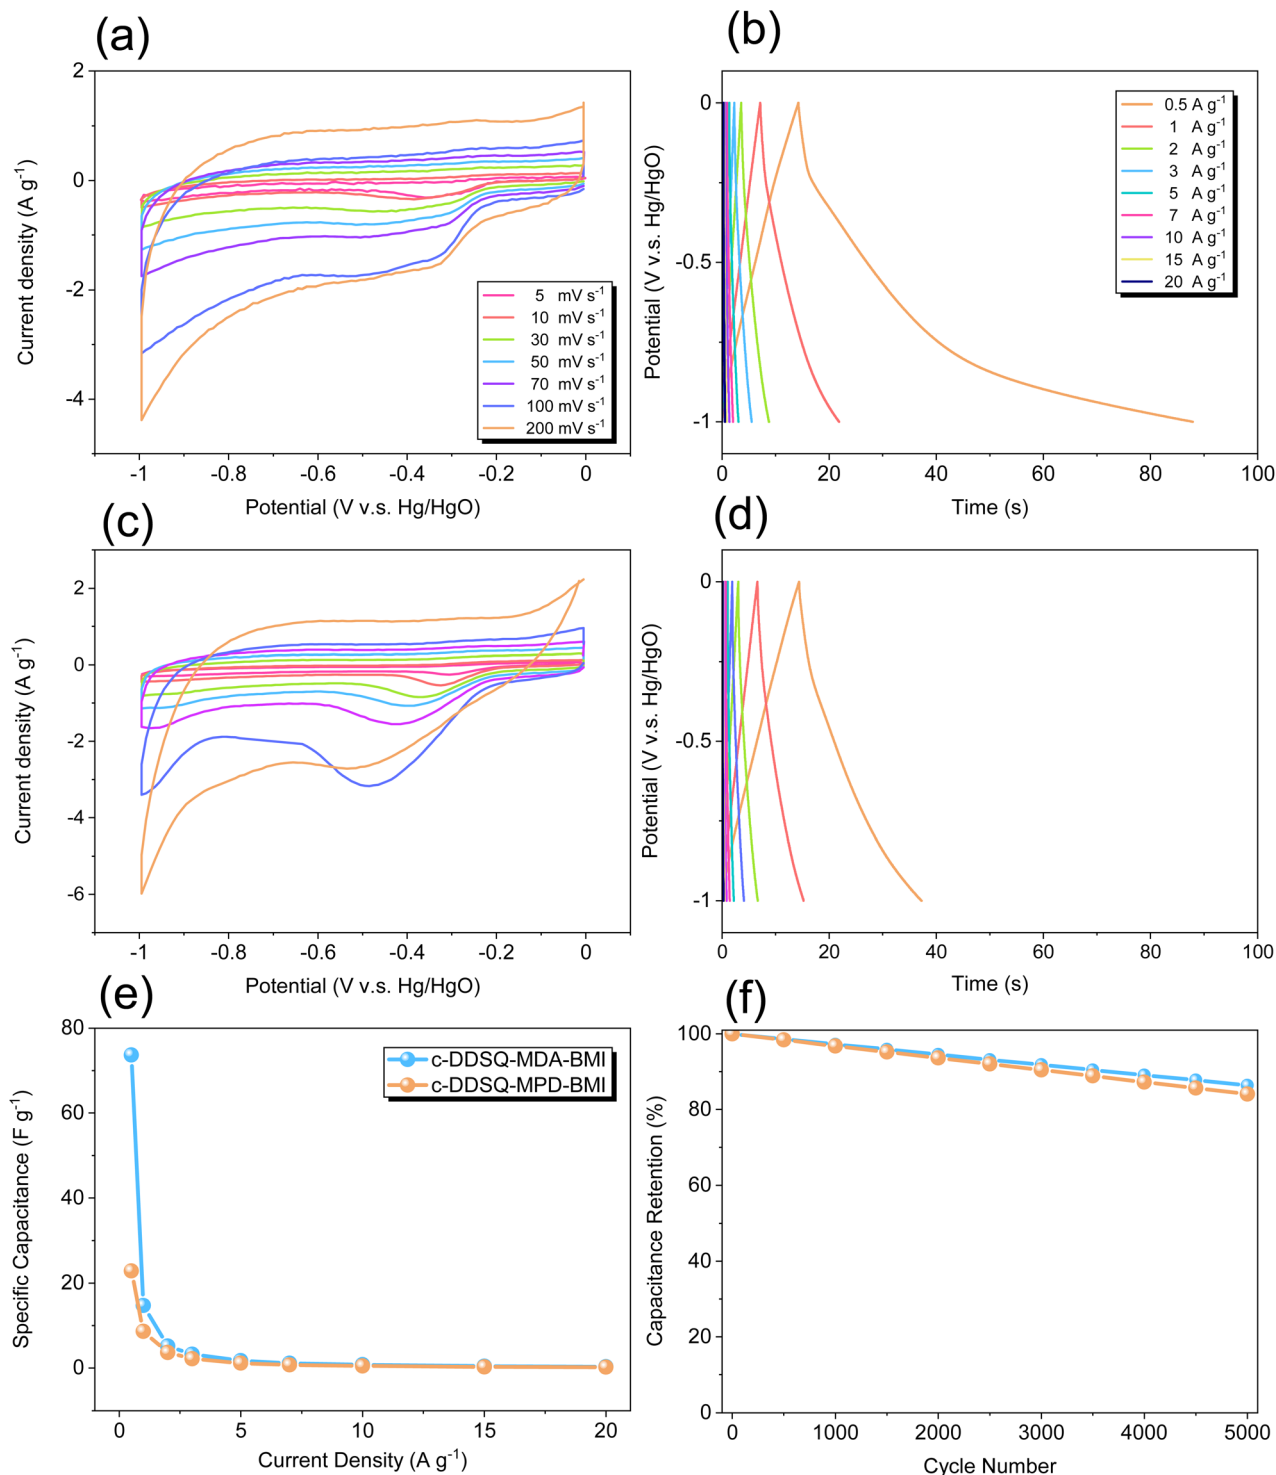 (a)
2
0
-2
-4
Current density (A g⁻¹)
5 mV s⁻¹
10 mV s⁻¹
30 mV s⁻¹
50 mV s⁻¹
70 mV s⁻¹
100 mV s⁻¹
200 mV s⁻¹
-1 -0.8 -0.6 -0.4 -0.2 0
Potential (V v.s. Hg/HgO)
(b)
0
-0.5
-1
Potential (V v.s. Hg/HgO)
0.5 A g⁻¹
1 A g⁻¹
2 A g⁻¹
3 A g⁻¹
5 A g⁻¹
7 A g⁻¹
10 A g⁻¹
15 A g⁻¹
20 A g⁻¹
0 20 40 60 80 100
Time (s)
(c)
2
0
-2
-4
-6
Current density (A g⁻¹)
-1 -0.8 -0.6 -0.4 -0.2 0
Potential (V v.s. Hg/HgO)
(d)
0
-0.5
-1
Potential (V v.s. Hg/HgO)
0 20 40 60 80 100
Time (s)
(e)
80
60
40
20
0
Specific Capacitance (F g⁻¹)
c-DDSQ-MDA-BMI
c-DDSQ-MPD-BMI
0 5 10 15 20
Current Density (A g⁻¹)
(f)
100
80
60
40
20
0
Capacitance Retention (%)
0 1000 2000 3000 4000 5000
Cycle Number